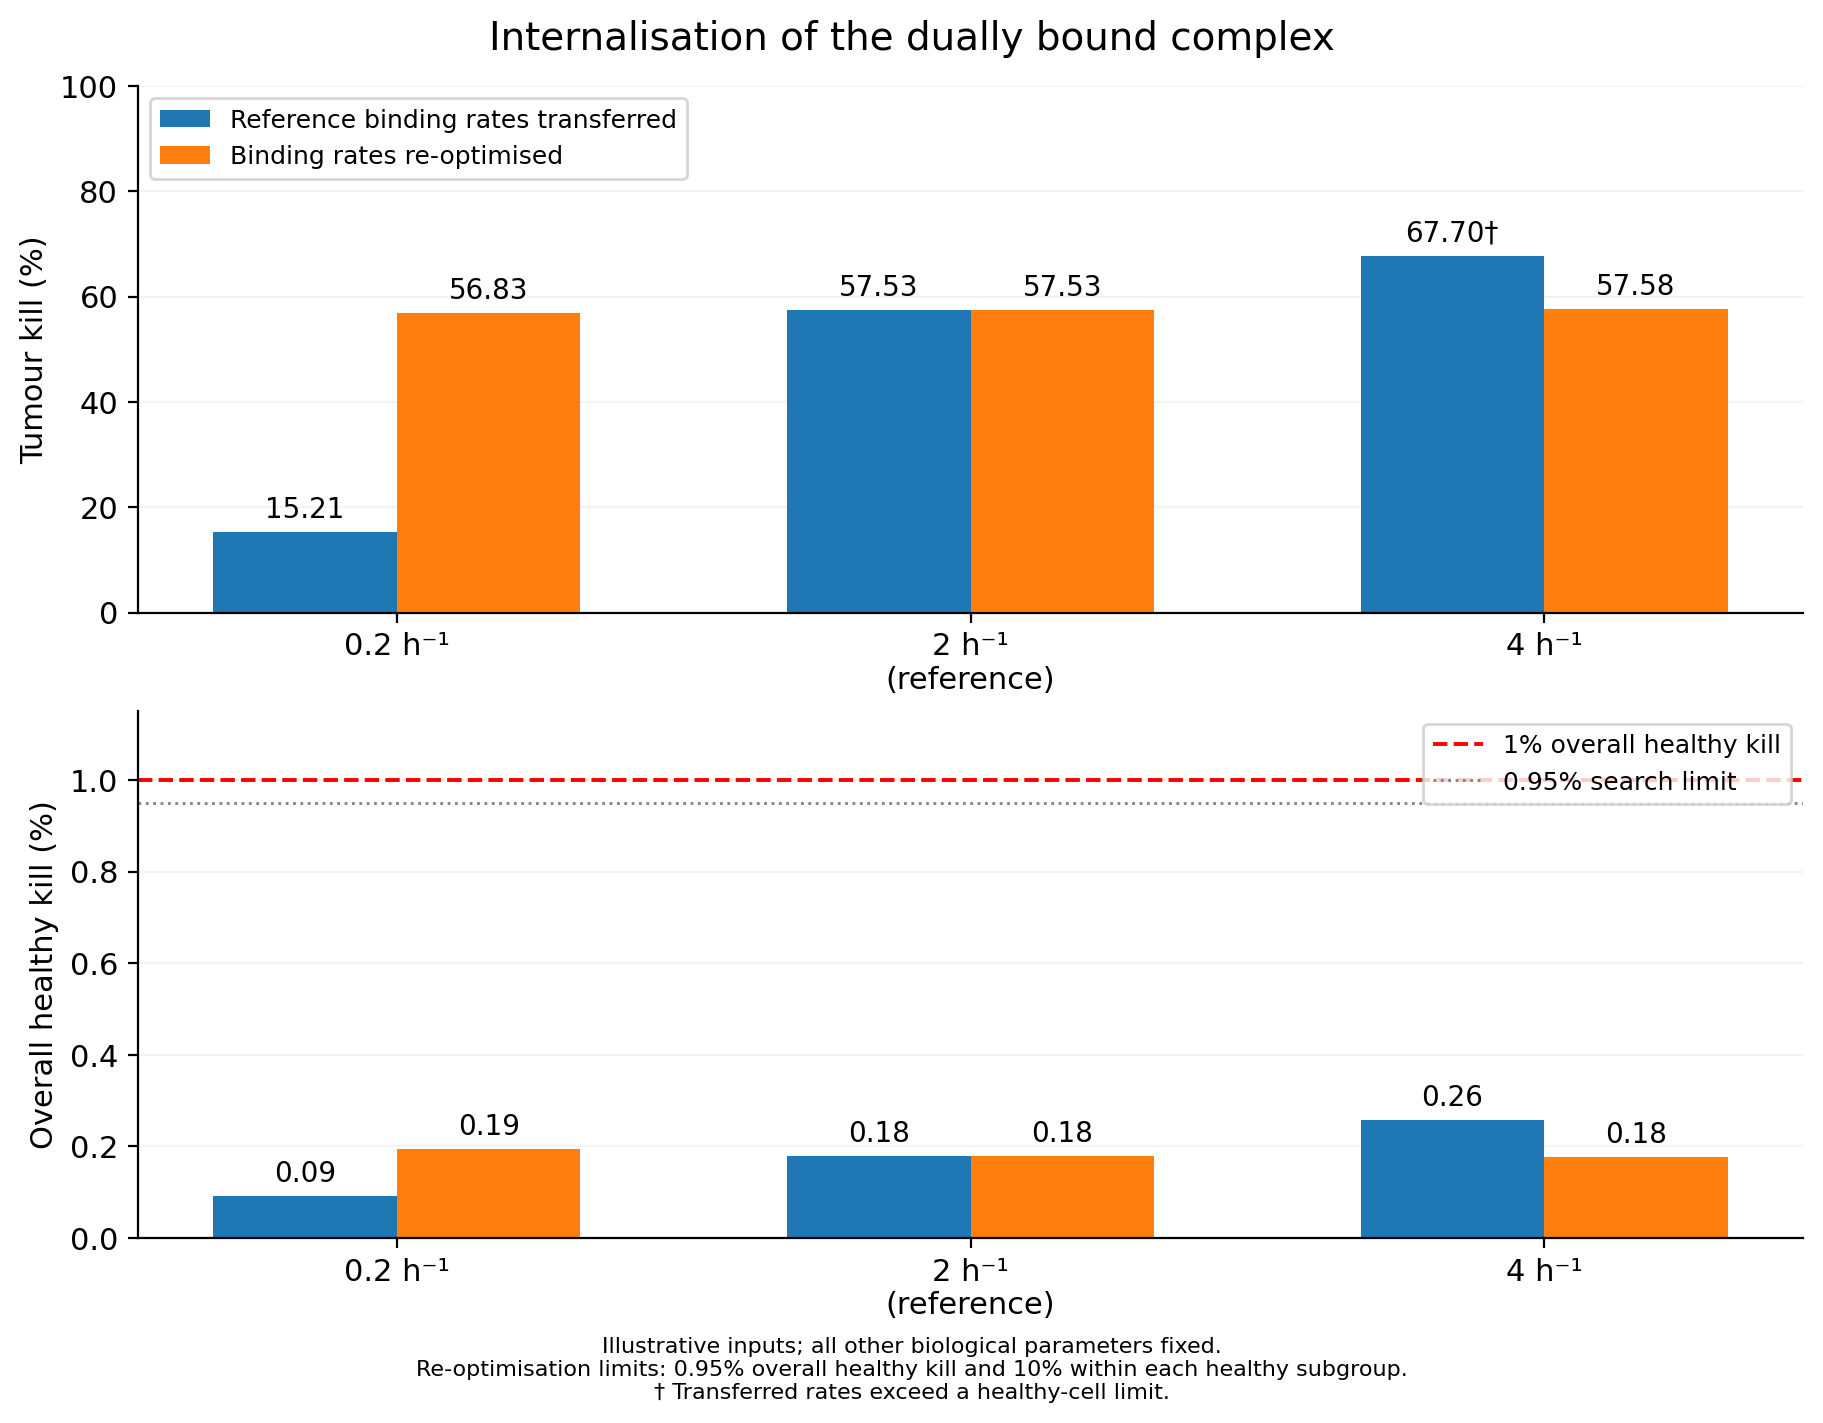 Internalisation of the dually bound complex
100
80
60
40
20
0
Tumour kill (%)
Reference binding rates transferred
Binding rates re-optimised
15.21
56.83
57.53
57.53
67.70†
57.58
0.2 h⁻¹
2 h⁻¹
(reference)
4 h⁻¹
1.0
0.8
0.6
0.4
0.2
0.0
Overall healthy kill (%)
1% overall healthy kill
0.95% search limit
0.09
0.19
0.18
0.18
0.26
0.18
0.2 h⁻¹
2 h⁻¹
(reference)
4 h⁻¹
Illustrative inputs; all other biological parameters fixed.
Re-optimisation limits: 0.95% overall healthy kill and 10% within each healthy subgroup.
† Transferred rates exceed a healthy-cell limit.